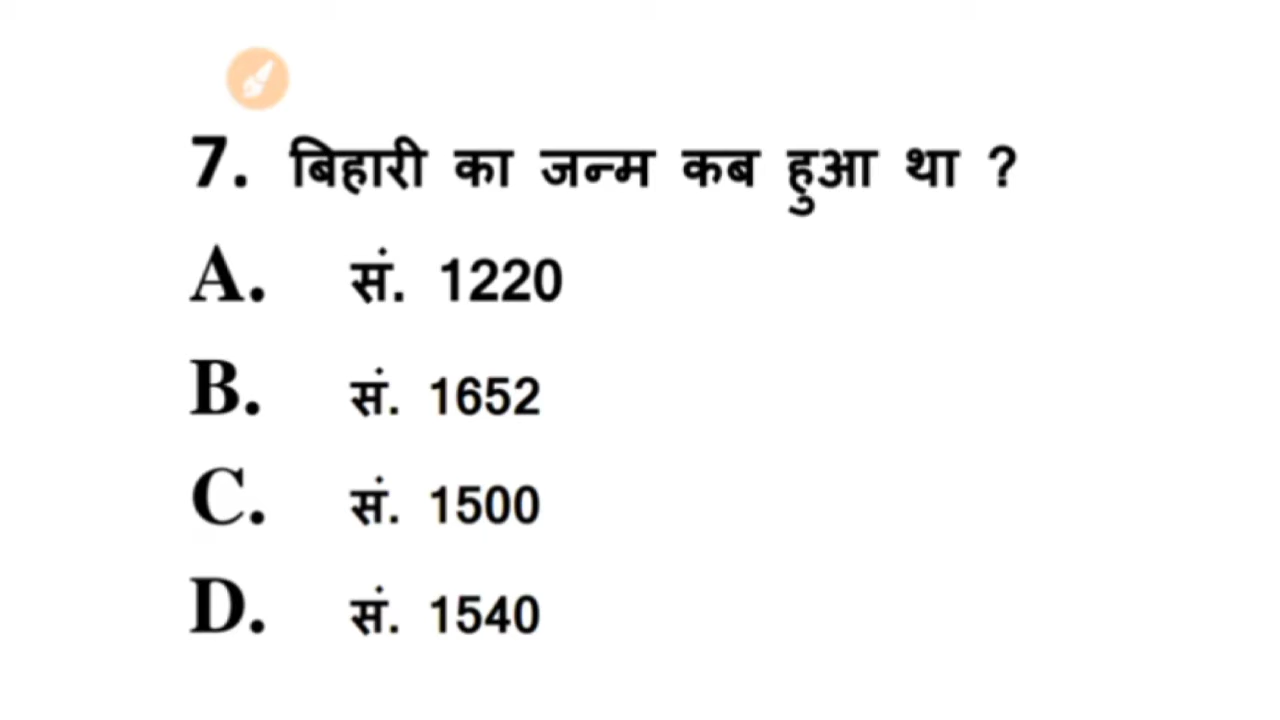 7. बिहारी का जन्म कब हुआ था ?
A. सं. 1220
B. सं. 1652
C. सं. 1500
D. सं. 1540